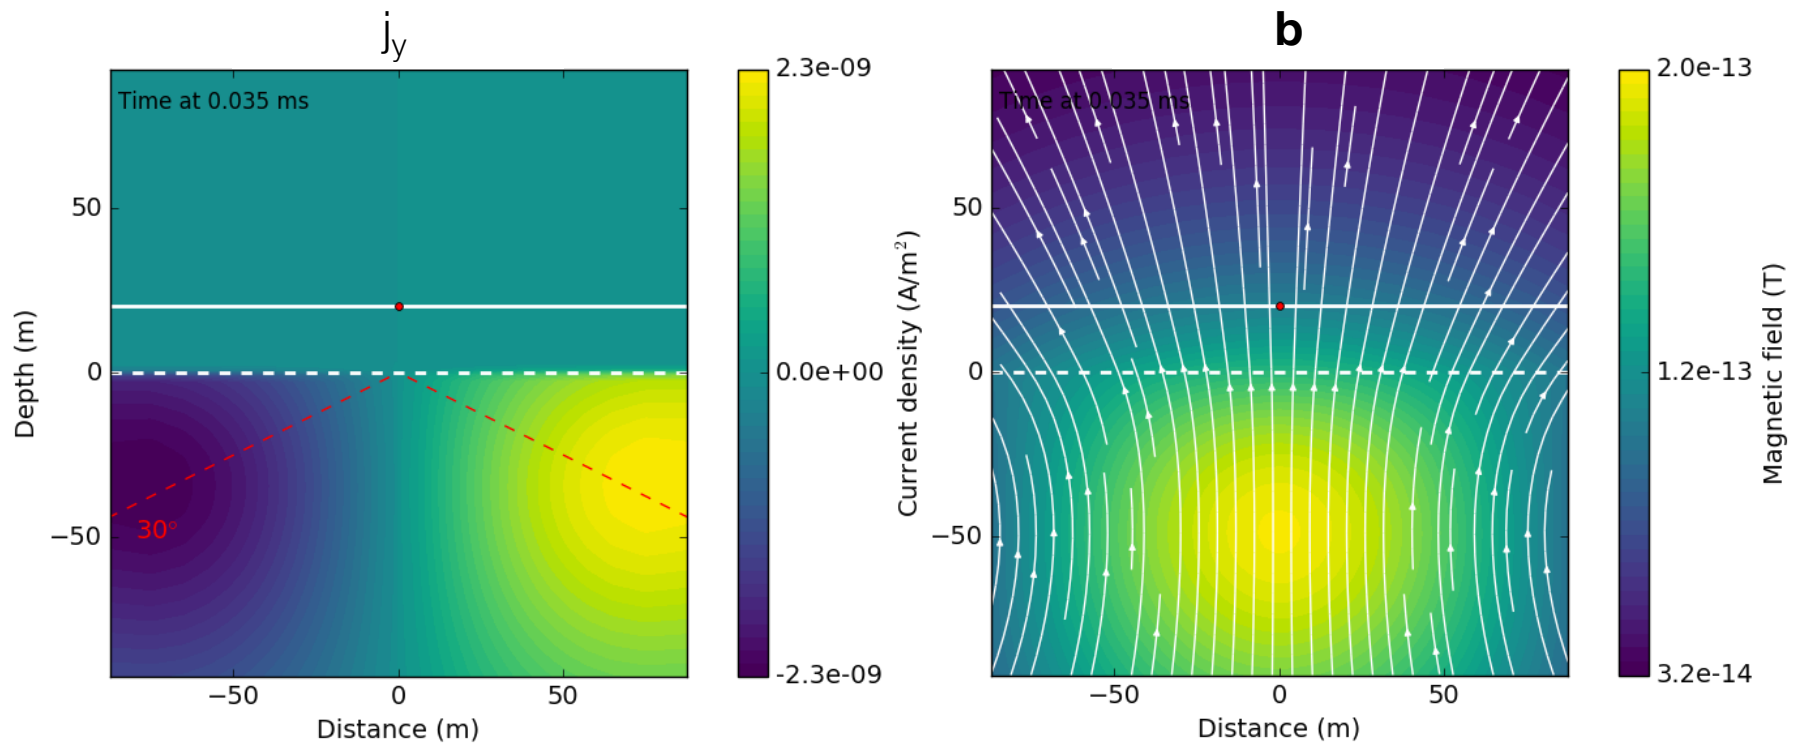 j_y
Time at 0.035 ms
50
0
−50
30°
−50
0
50
Distance (m)
Depth (m)
2.3e-09
0.0e+00
-2.3e-09
Current density (A/m²)
b
Time at 0.035 ms
50
0
−50
−50
0
50
Distance (m)
2.0e-13
1.2e-13
3.2e-14
Magnetic field (T)